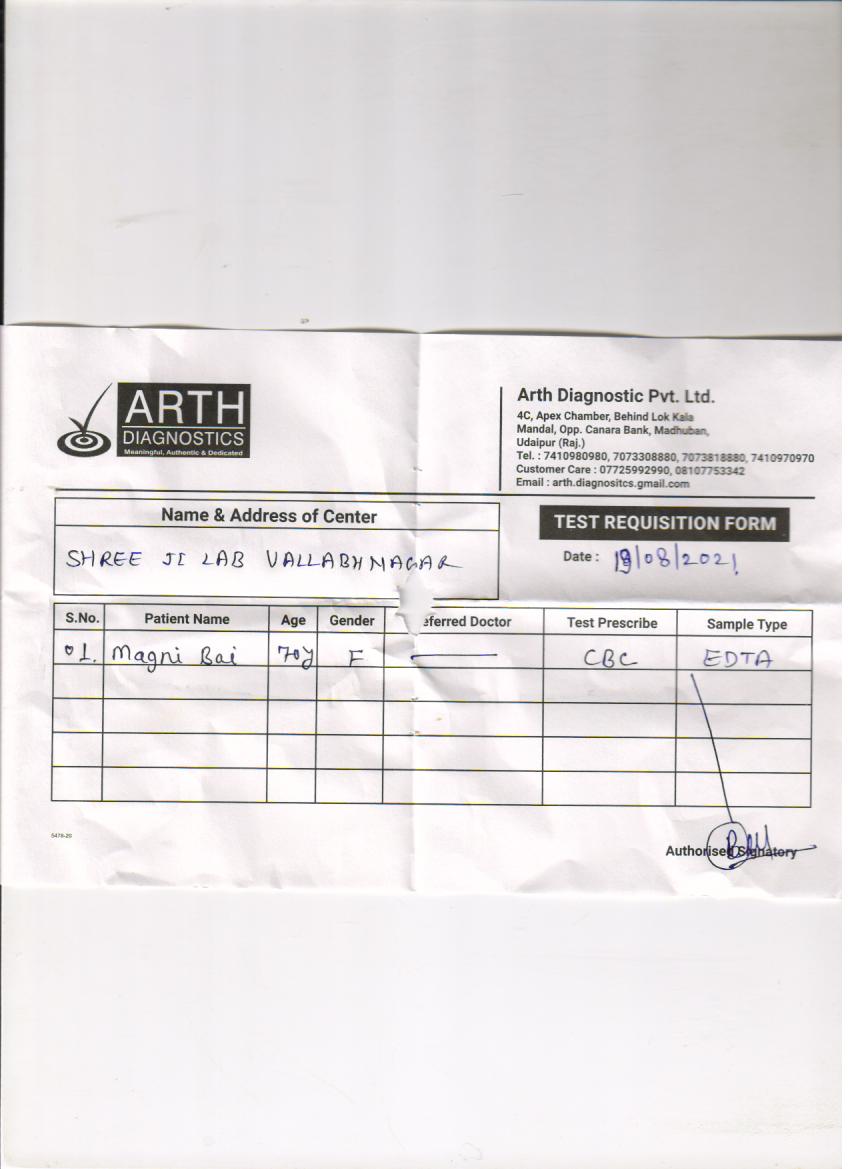 ARTH
DIAGNOSTICS
Meaningful, Authentic & Dedicated
Arth Diagnostic Pvt. Ltd.
4C, Apex Chamber, Behind Lok Kala
Mandal, Opp. Canara Bank, Madhuban,
Udaipur (Raj.)
Tel. : 7410980980, 7073308880, 7073818880, 7410970970
Customer Care : 07725992990, 08107753342
Email : arth.diagnositcs.gmail.com
Name & Address of Center
SHREE JI LAB VALLABHNAGAR
TEST REQUISITION FORM
Date : 19/08/2021
S.No. Patient Name Age Gender eferred Doctor Test Prescribe Sample Type
01. Magni Bai 70y F — CBC EDTA
5478-20
Authorised Signatory